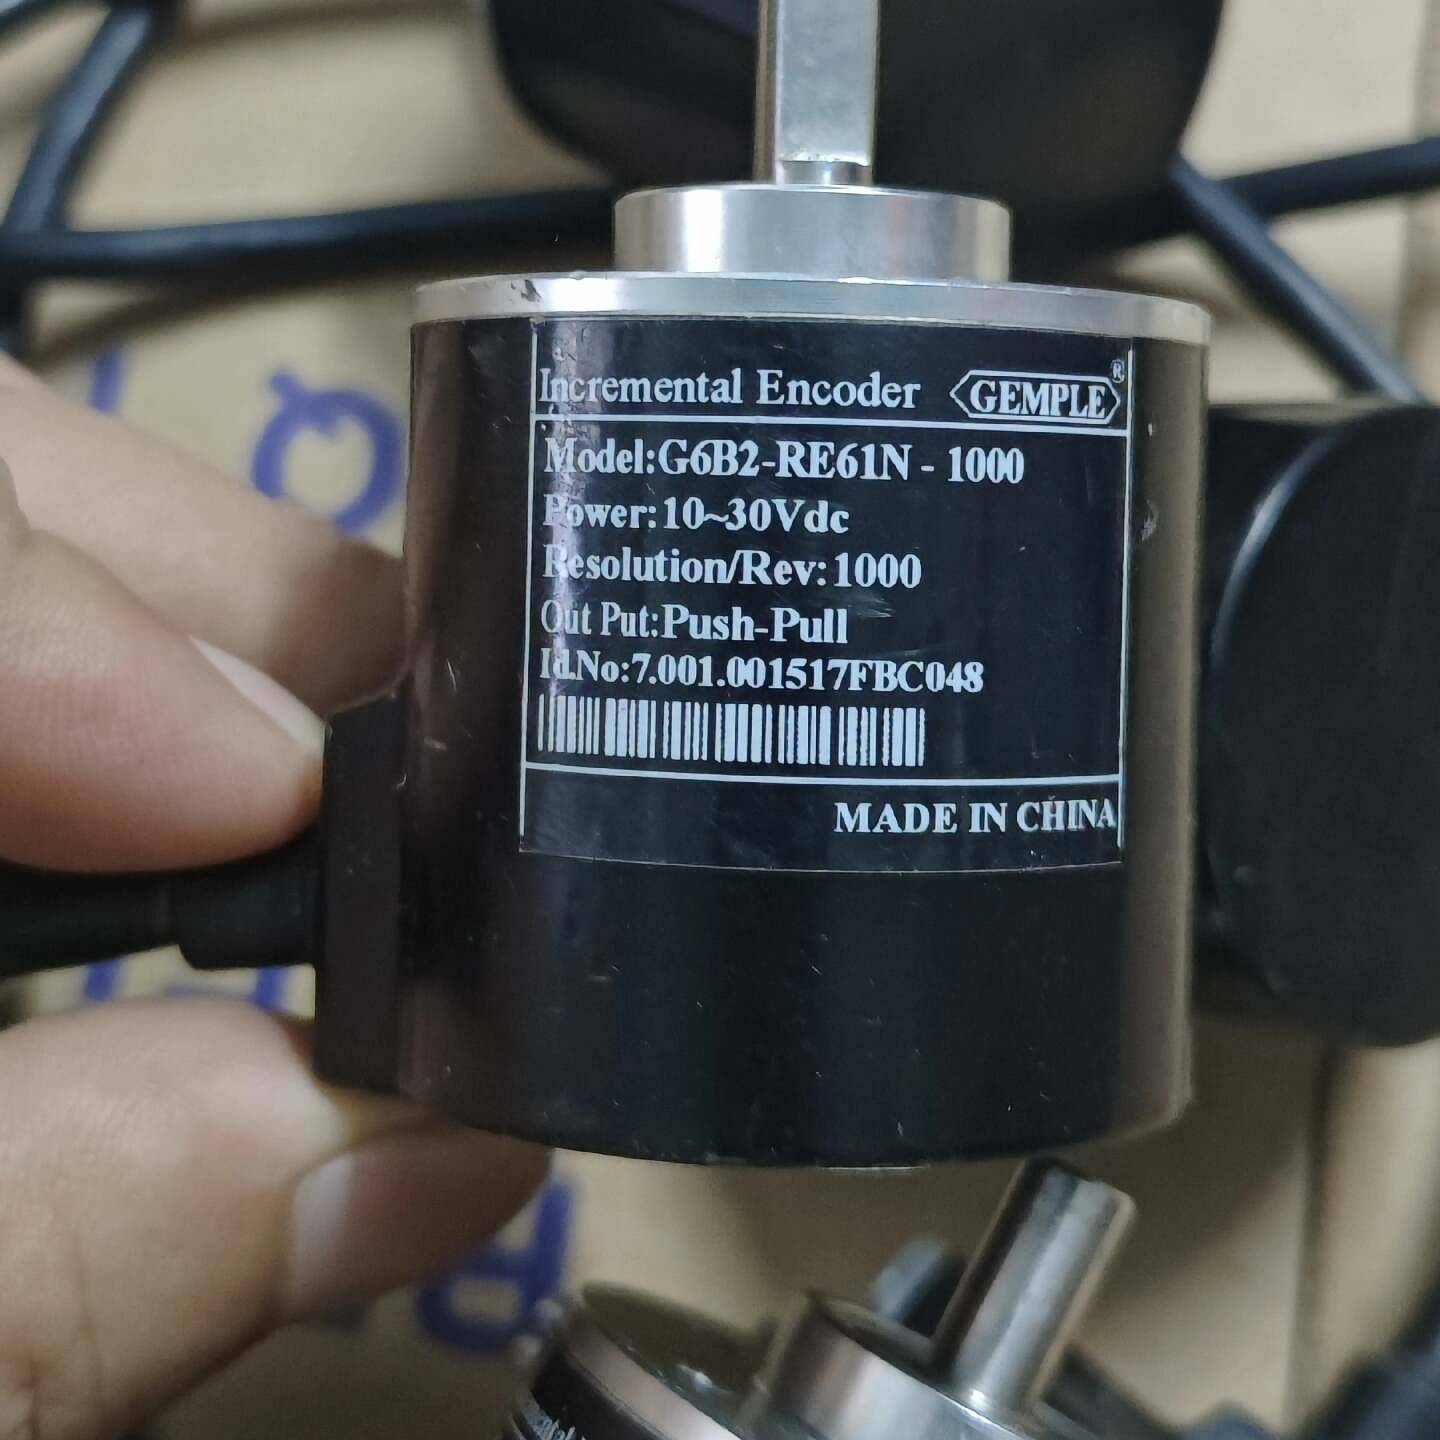 Incremental Encoder GEMPLE®
Model:G6B2-RE61N - 1000
Power:10~30Vdc
Resolution/Rev:1000
Out Put:Push-Pull
Id.No:7.001.001517FBC048
MADE IN CHINA